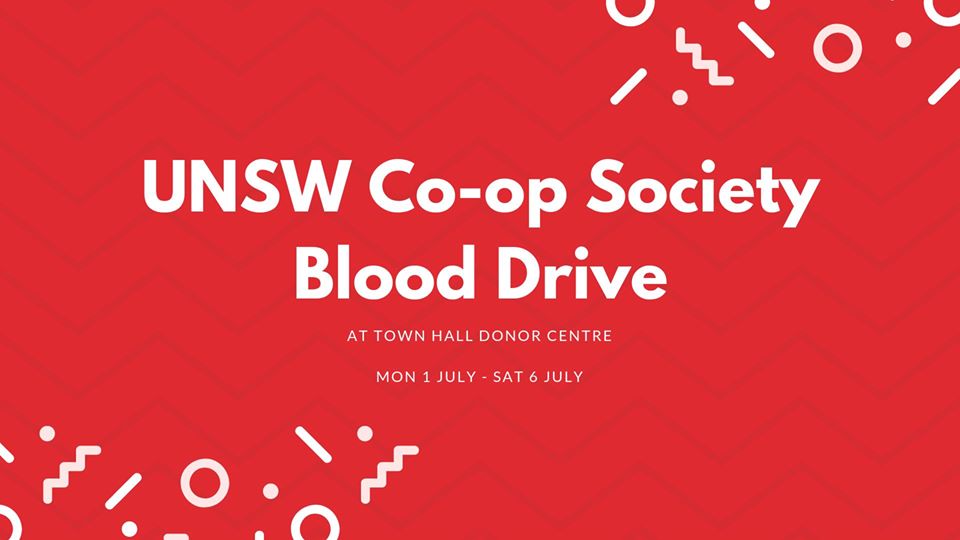 UNSW Co-op Society
Blood Drive
AT TOWN HALL DONOR CENTRE
MON 1 JULY - SAT 6 JULY